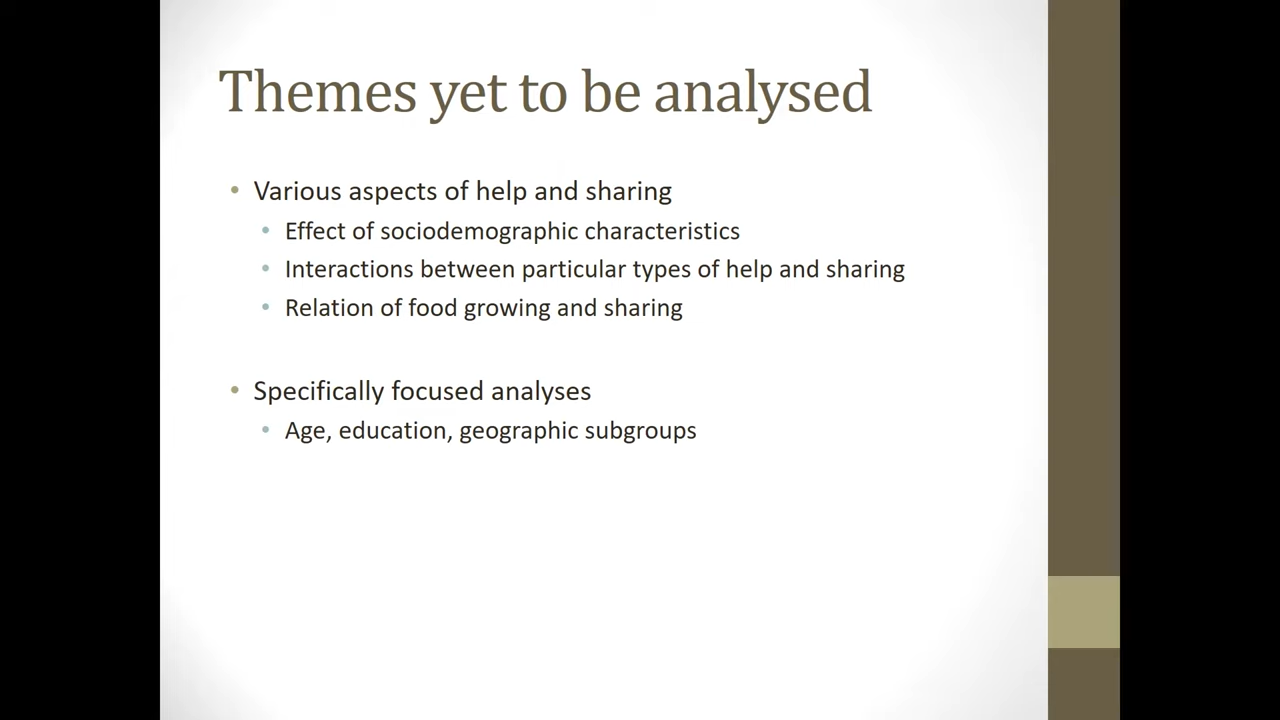 Themes yet to be analysed
• Various aspects of help and sharing
• Effect of sociodemographic characteristics
• Interactions between particular types of help and sharing
• Relation of food growing and sharing
• Specifically focused analyses
• Age, education, geographic subgroups